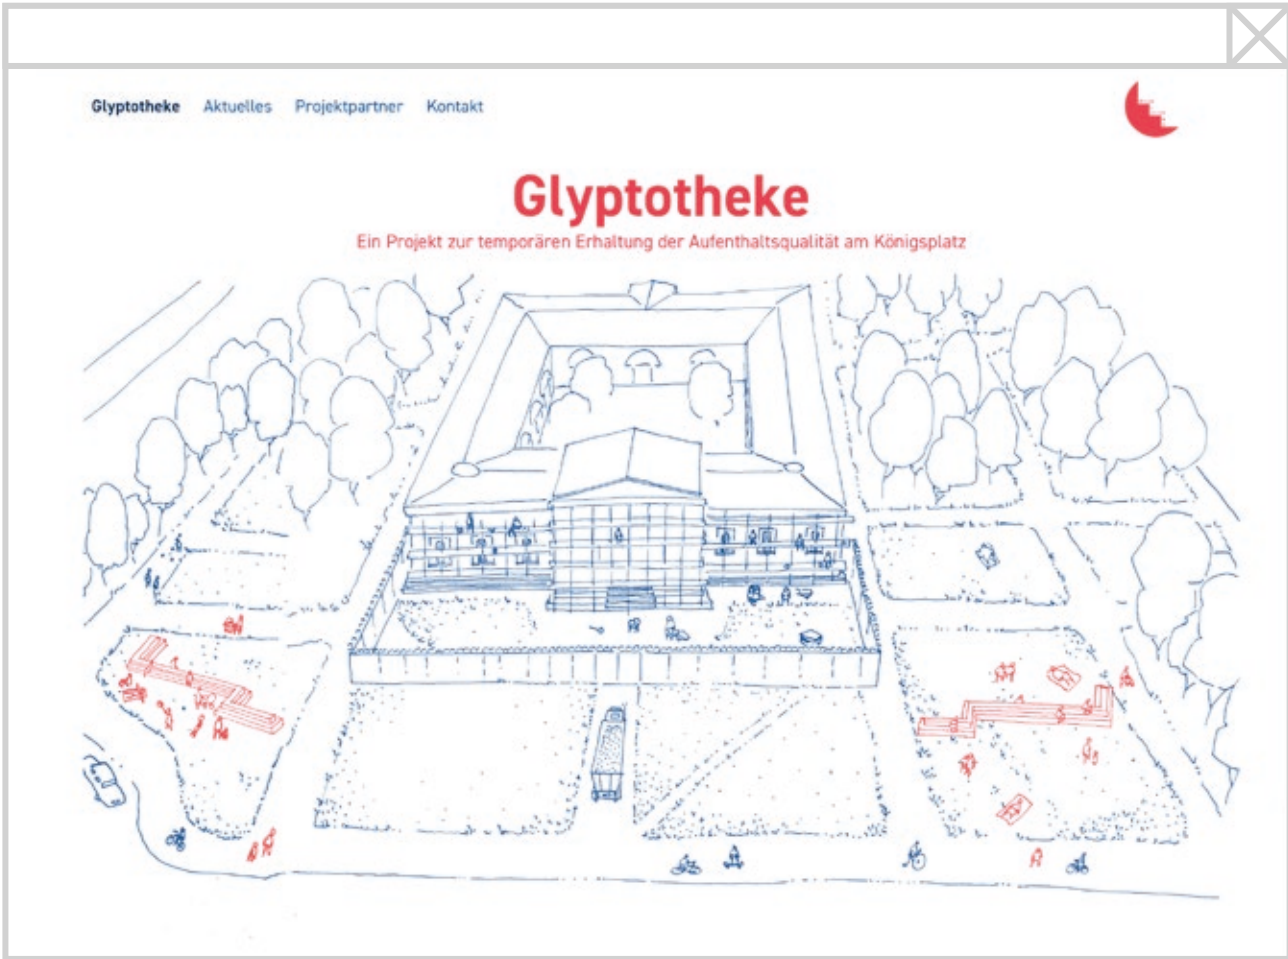 Glyptotheke Aktuelles Projektpartner Kontakt
Glyptotheke
Ein Projekt zur temporären Erhaltung der Aufenthaltsqualität am Königsplatz